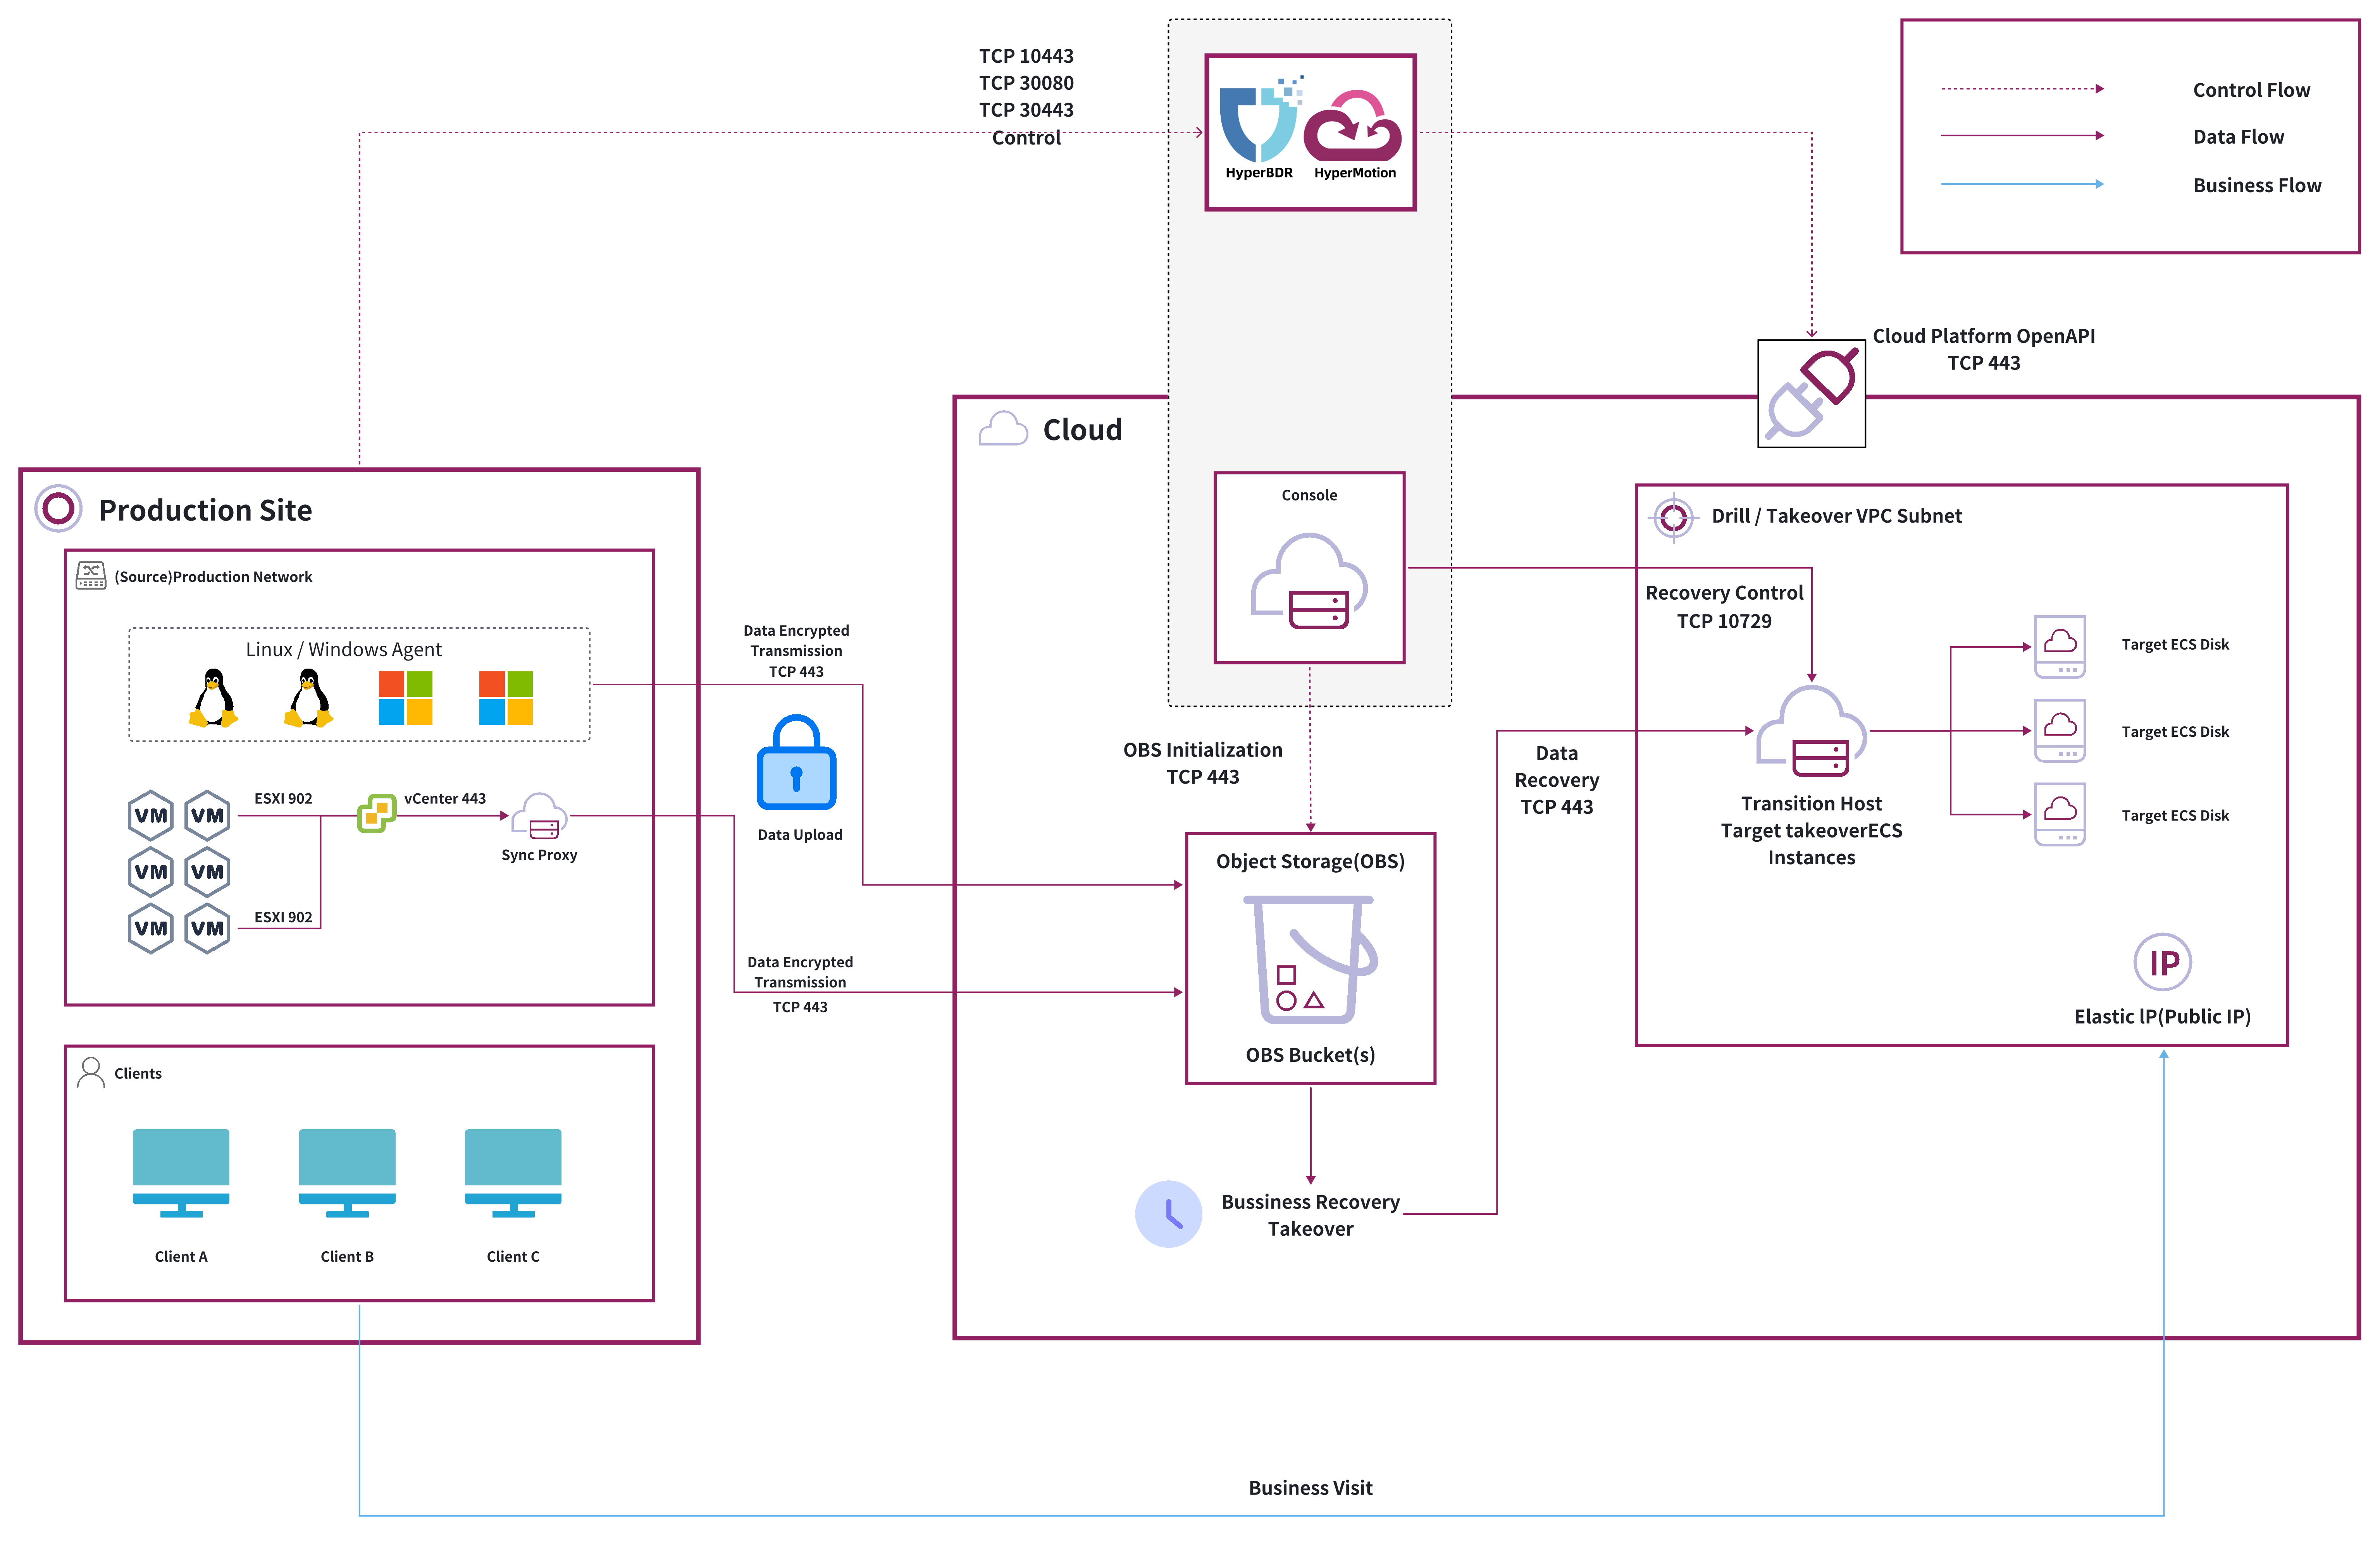 TCP 10443
TCP 30080
TCP 30443
Control
HyperBDR
HyperMotion
Control Flow
Data Flow
Business Flow
Cloud Platform OpenAPI
TCP 443
Cloud
Production Site
(Source)Production Network
Linux / Windows Agent
VM VM
VM VM
VM VM
ESXI 902
ESXI 902
vCenter 443
Sync Proxy
Data Encrypted
Transmission
TCP 443
Data Upload
Data Encrypted
Transmission
TCP 443
Clients
Client A
Client B
Client C
Console
OBS Initialization
TCP 443
Object Storage(OBS)
OBS Bucket(s)
Bussiness Recovery
Takeover
Data
Recovery
TCP 443
Drill / Takeover VPC Subnet
Recovery Control
TCP 10729
Transition Host
Target takeoverECS
Instances
Target ECS Disk
Target ECS Disk
Target ECS Disk
IP
Elastic lP(Public IP)
Business Visit